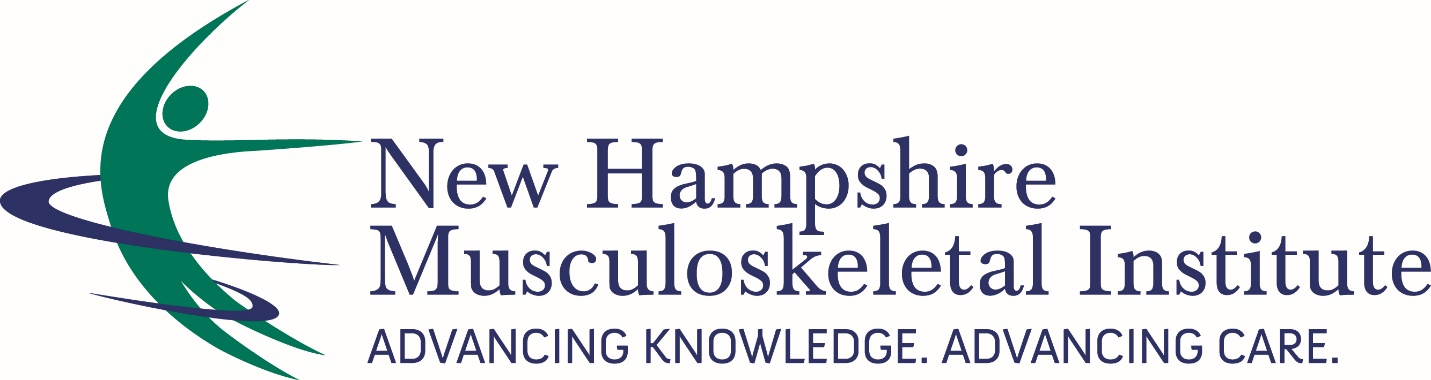 New Hampshire
Musculoskeletal Institute
ADVANCING KNOWLEDGE. ADVANCING CARE.